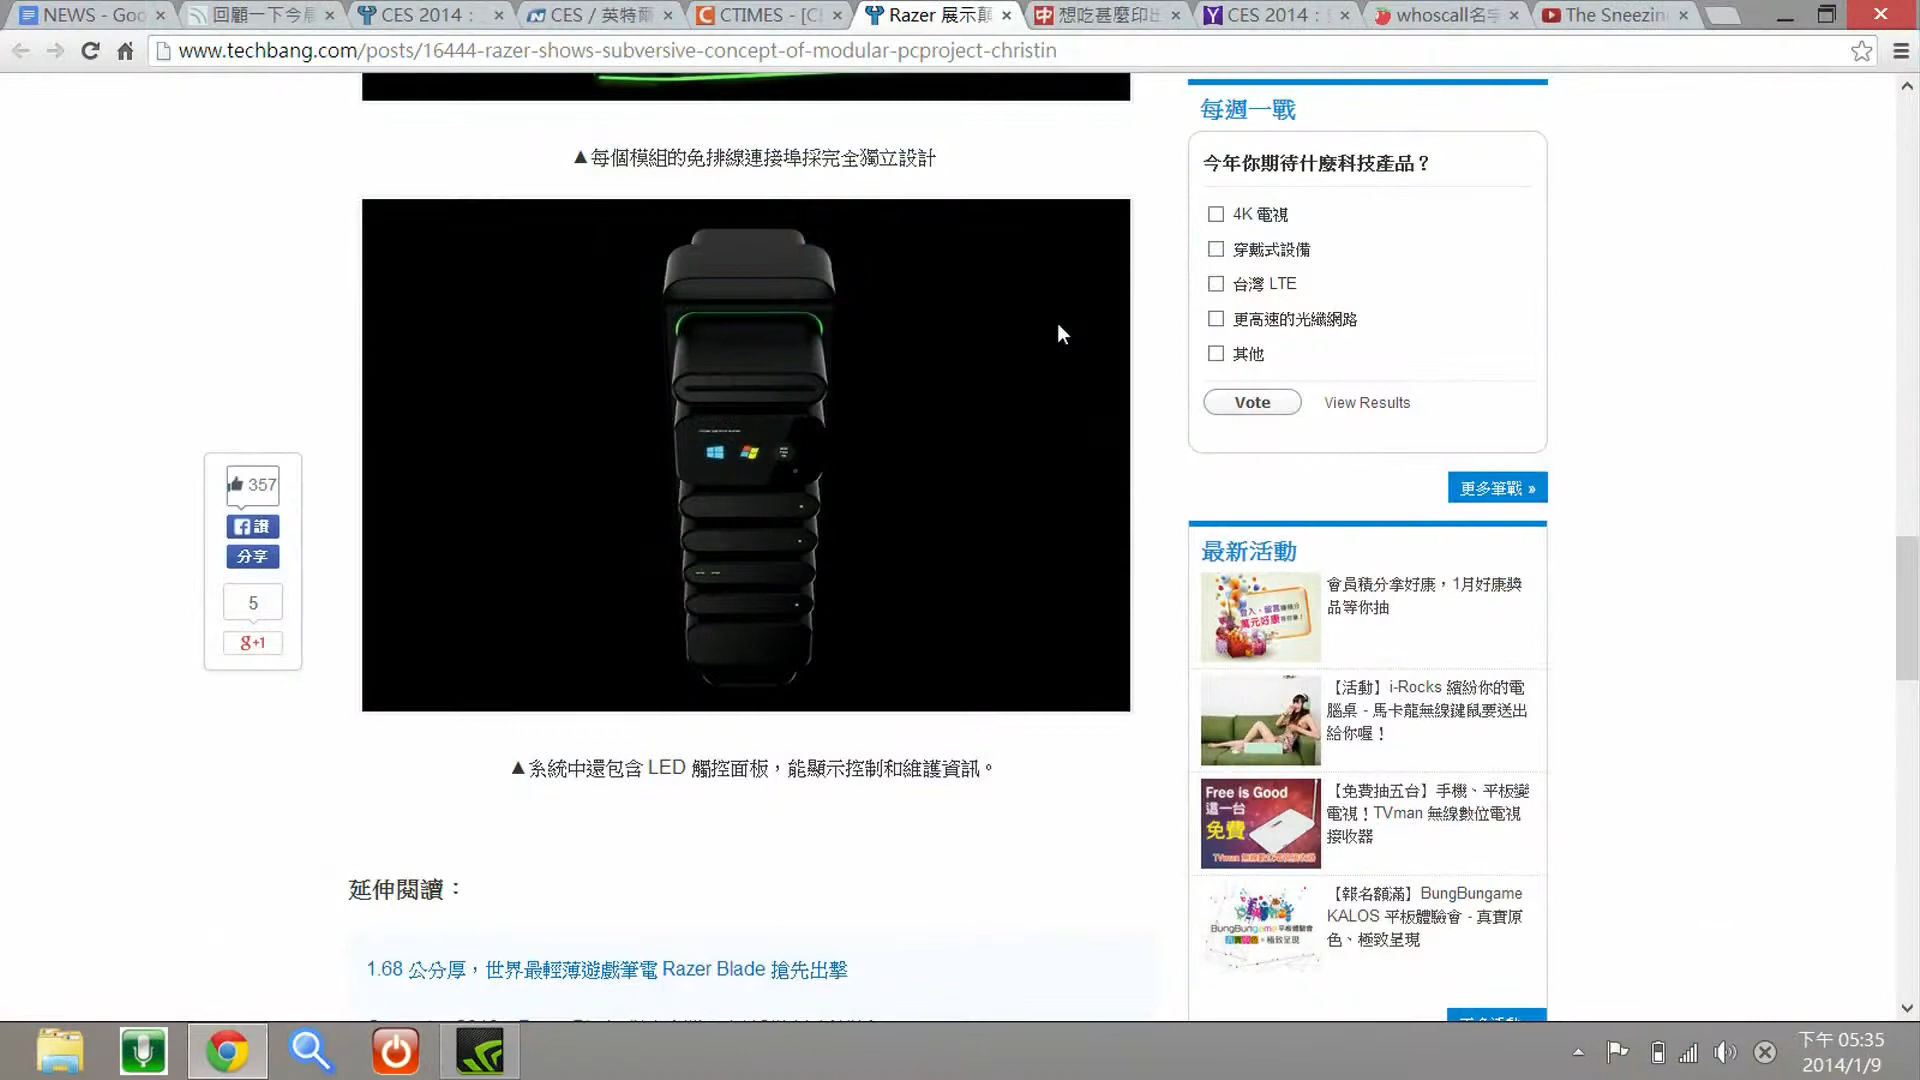 NEWS - Goo
回顧一下今
CES 2014：
CES / 英特爾
CTIMES - [C
Razer 展示顛
想吃甚麼印
CES 2014：
whoscall名字
The Sneezin
www.techbang.com/posts/16444-razer-shows-subversive-concept-of-modular-pcproject-christin
▲每個模組的免排線連接埠採完全獨立設計
▲系統中還包含 LED 觸控面板，能顯示控制和維護資訊。
357
讚
分享
5
g+1
延伸閱讀：
1.68 公分厚，世界最輕薄遊戲筆電 Razer Blade 搶先出擊
每週一戰
今年你期待什麼科技產品？
4K 電視
穿戴式設備
台灣 LTE
更高速的光纖網路
其他
Vote
View Results
更多筆戰 »
最新活動
會員積分拿好康，1月好康獎
品等你抽
【活動】i-Rocks 繽紛你的電
腦桌 - 馬卡龍無線鍵鼠要送出
給你喔！
Free is Good
這一台
免費
【免費抽五台】手機、平板變
電視！TVman 無線數位電視
接收器
BungBungame 平板體驗會
【報名額滿】BungBungame
KALOS 平板體驗會 - 真實原
色、極致呈現
下午 05:35
2014/1/9